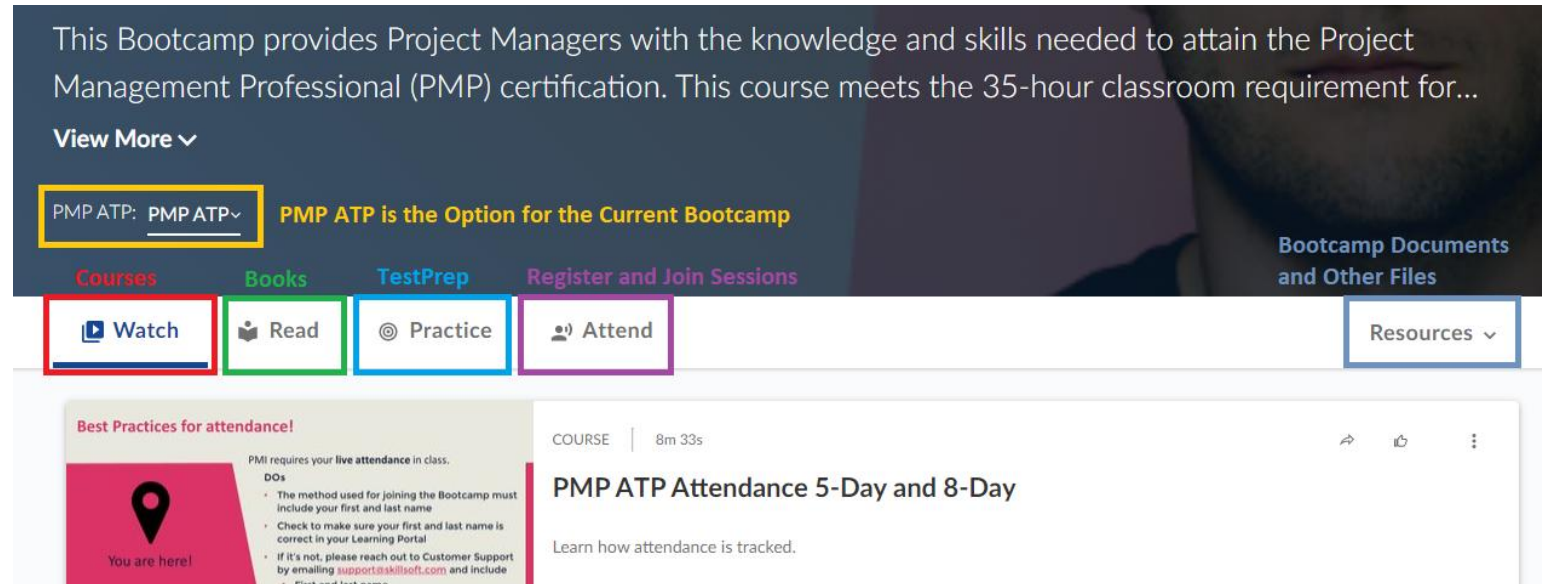 This Bootcamp provides Project Managers with the knowledge and skills needed to attain the Project
Management Professional (PMP) certification. This course meets the 35-hour classroom requirement for...
View More
PMP ATP: PMP ATP
PMP ATP is the Option for the Current Bootcamp
Bootcamp Documents
and Other Files
Courses
Books
TestPrep
Register and Join Sessions
Watch
Read
Practice
Attend
Resources
Best Practices for attendance!
PMI requires your live attendance in class.
DOs
• The method used for joining the Bootcamp must
include your first and last name
• Check to make sure your first and last name is
correct in your Learning Portal
• If it's not, please reach out to Customer Support
by emailing support@skillsoft.com and include
First and last name
You are here!
COURSE | 8m 33s
PMP ATP Attendance 5-Day and 8-Day
Learn how attendance is tracked.